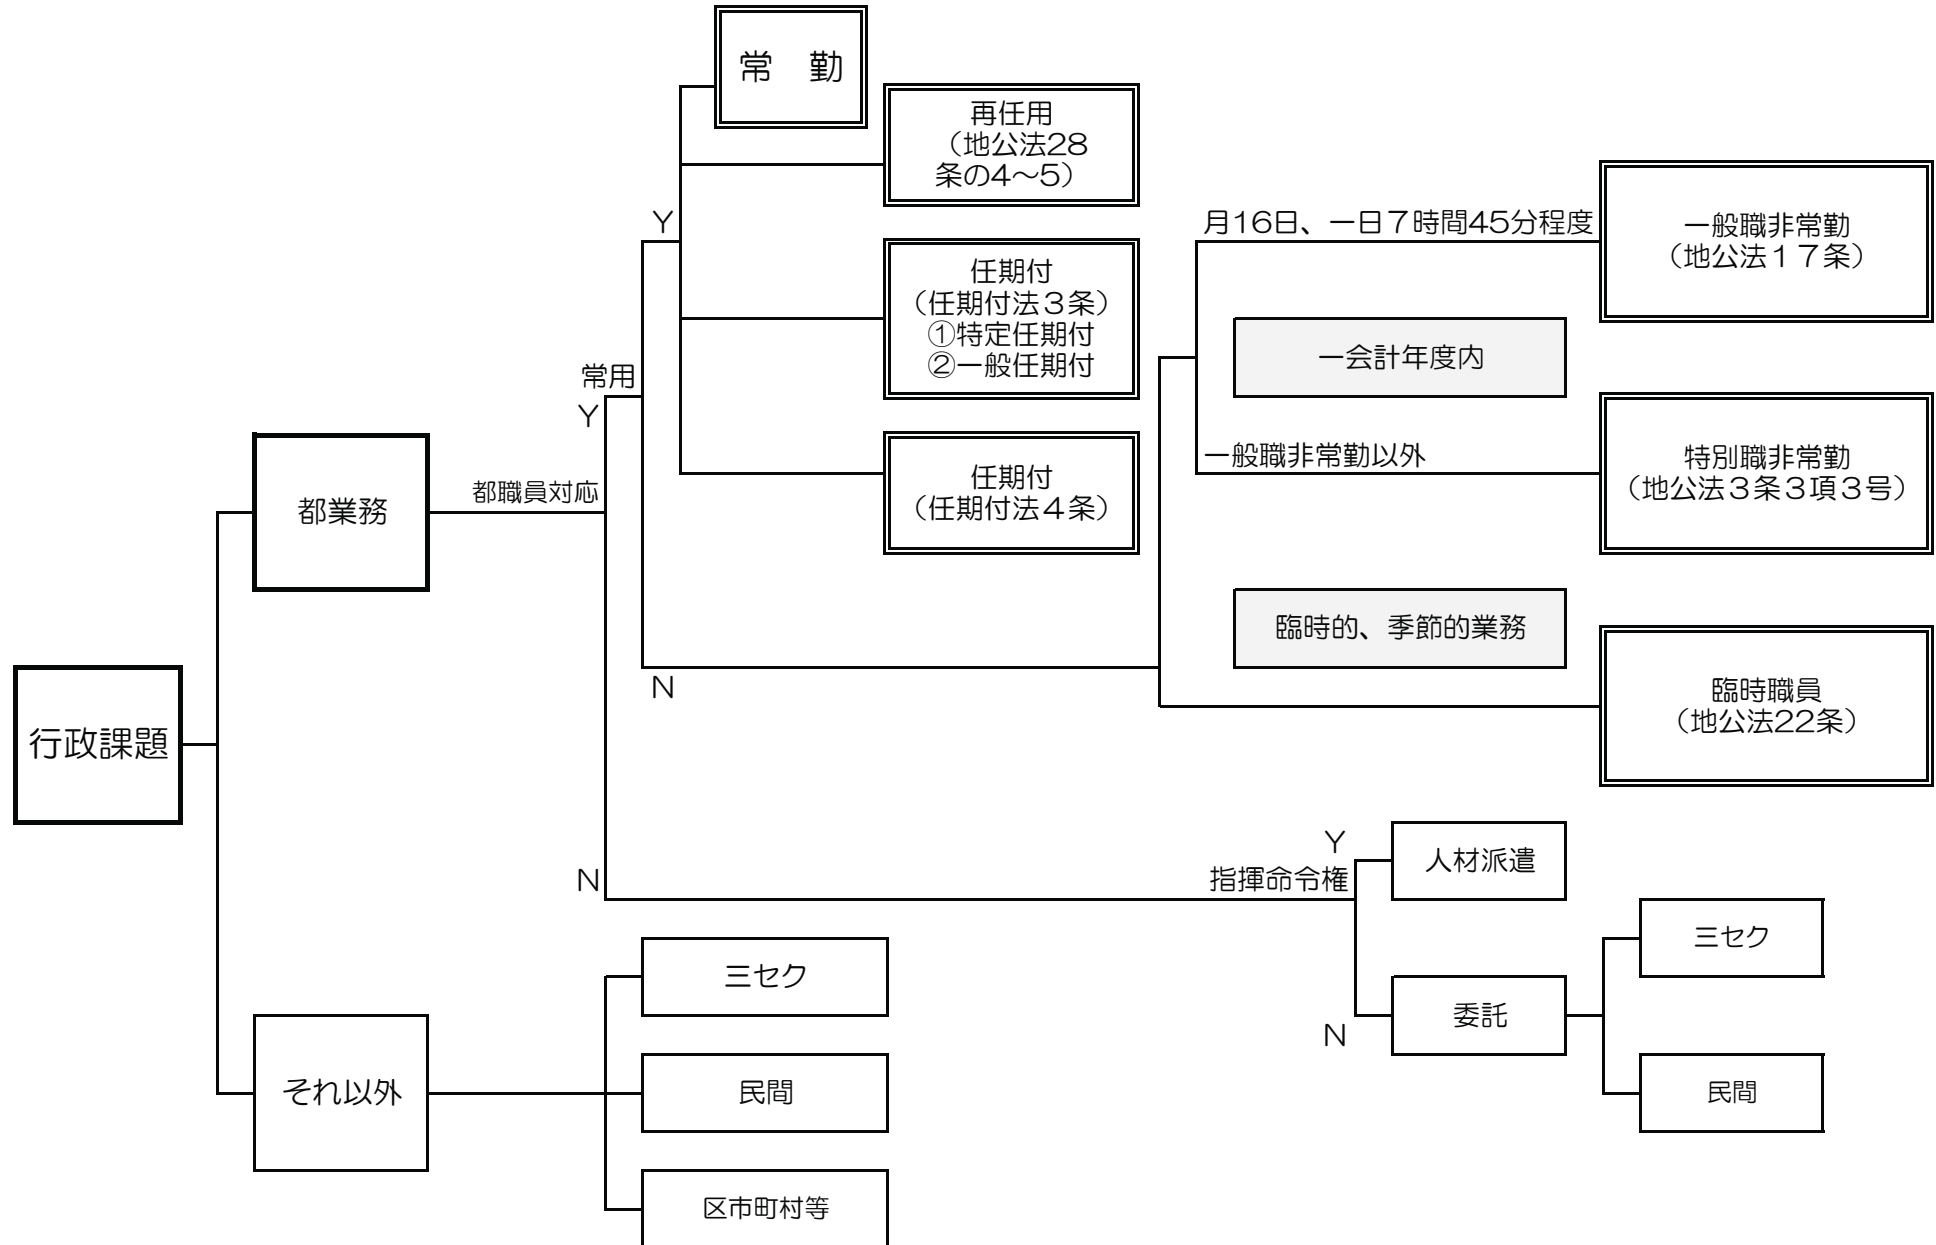 常　勤
再任用
（地公法28
条の4～5）
Y
月16日、一日７時間45分程度
一般職非常勤
（地公法１７条）
任期付
（任期付法３条）
①特定任期付
②一般任期付
一会計年度内
常用
Y
一般職非常勤以外
特別職非常勤
（地公法３条３項３号）
任期付
（任期付法４条）
都職員対応
都業務
臨時的、季節的業務
N
臨時職員
（地公法22条）
行政課題
Y
人材派遣
指揮命令権
N
三セク
三セク
委託
N
それ以外
民間
民間
区市町村等